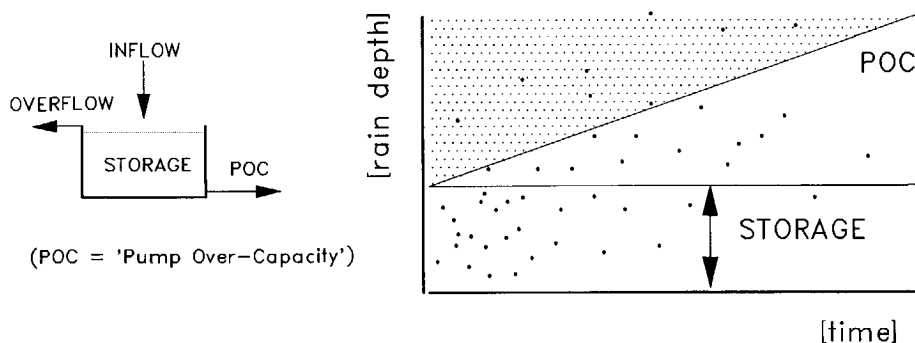 INFLOW
OVERFLOW
STORAGE
POC
(POC = 'Pump Over-Capacity')
[rain depth]
POC
STORAGE
[time]